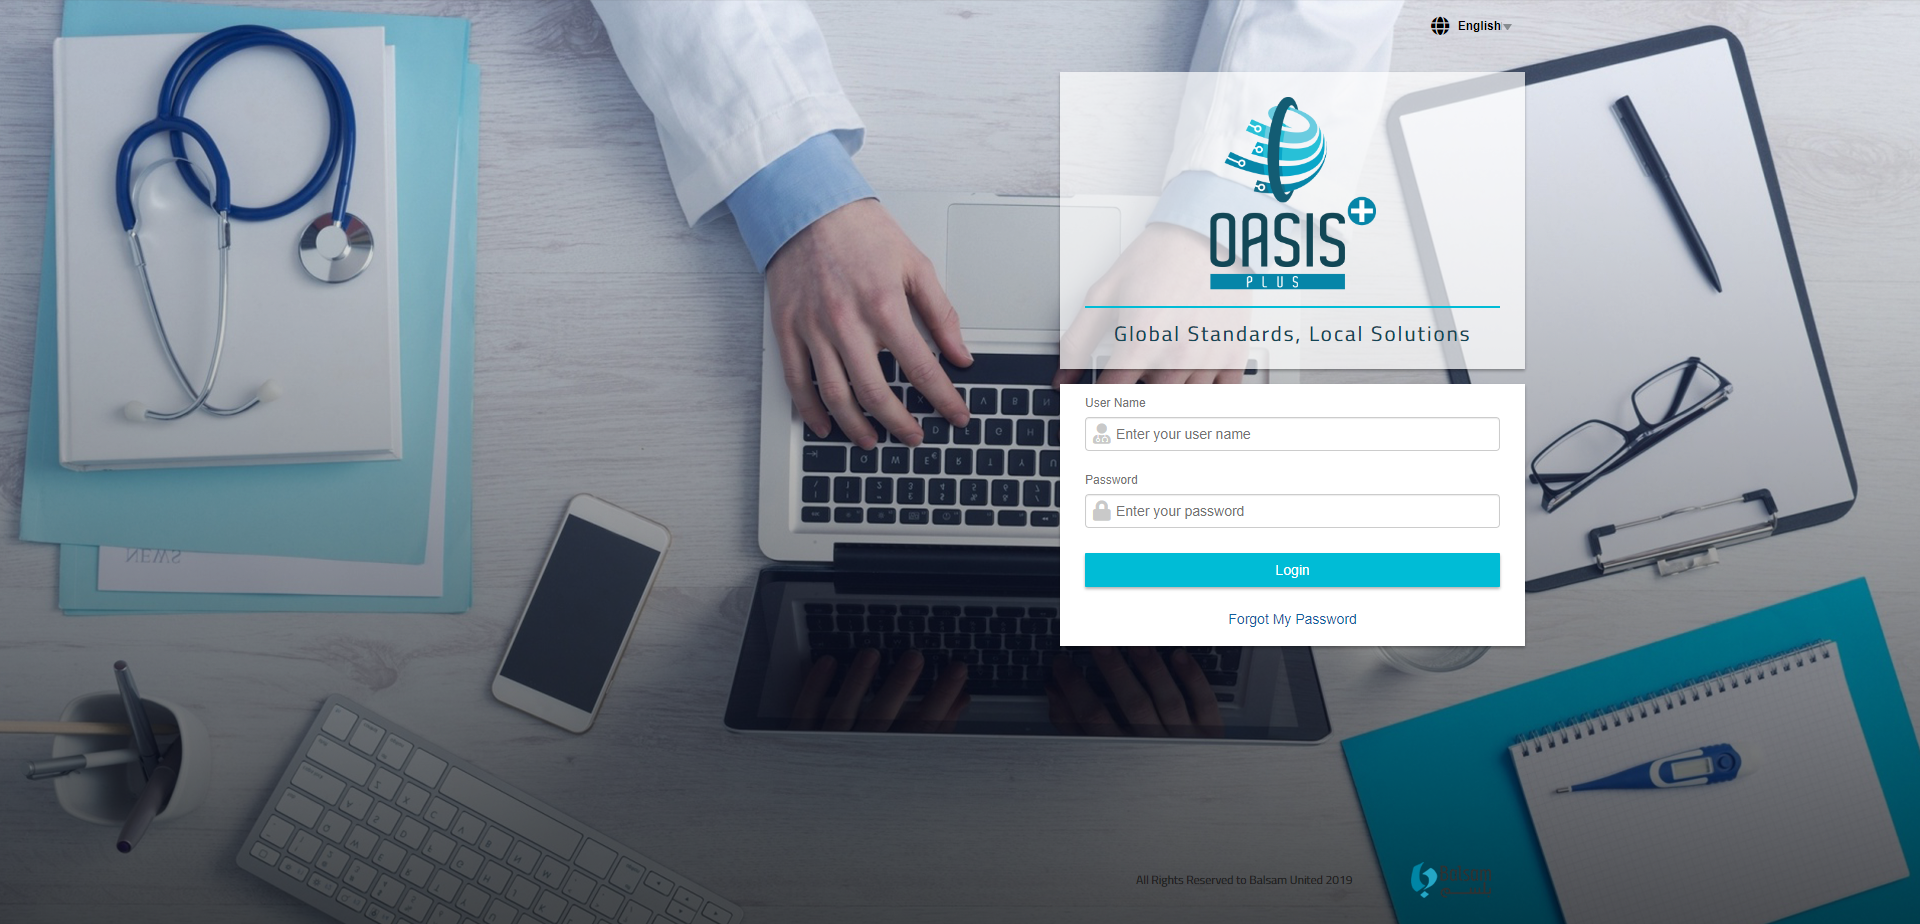 English
OASIS
PLUS
Global Standards, Local Solutions
User Name
Enter your user name
Password
Enter your password
Login
Forgot My Password
NEWS
All Rights Reserved to Balsam United 2019